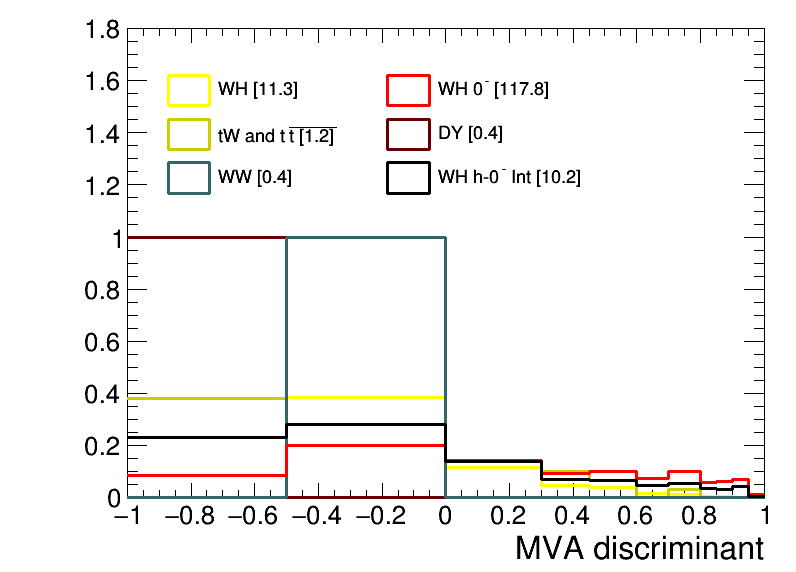 1.8
1.6
WH [11.3] WH 0⁻ [117.8]
1.4
tW and t t̅ [1.2] DY [0.4]
1.2
WW [0.4] WH h-0⁻ Int [10.2]
1
0.8
0.6
0.4
0.2
0
−1 −0.8 −0.6 −0.4 −0.2 0 0.2 0.4 0.6 0.8 1
MVA discriminant